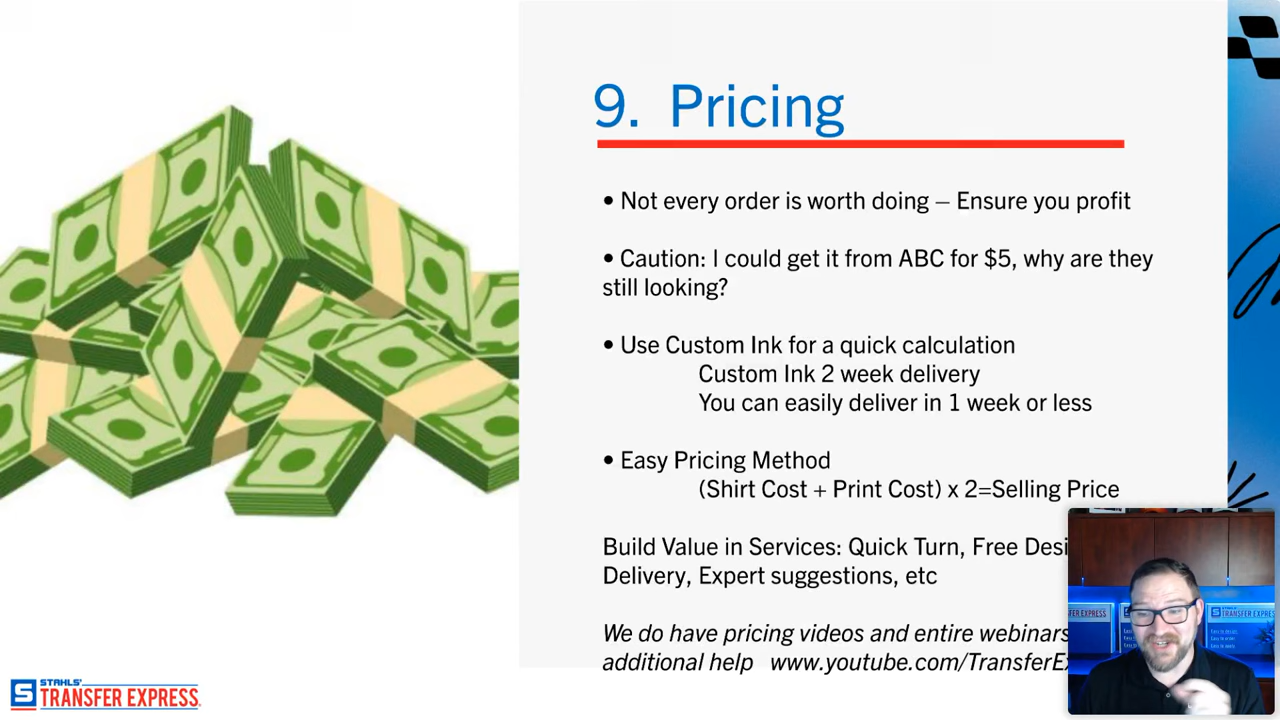 9. Pricing
• Not every order is worth doing – Ensure you profit
• Caution: I could get it from ABC for $5, why are they
still looking?
• Use Custom Ink for a quick calculation
Custom Ink 2 week delivery
You can easily deliver in 1 week or less
• Easy Pricing Method
(Shirt Cost + Print Cost) x 2=Selling Price
Build Value in Services: Quick Turn, Free Desi
Delivery, Expert suggestions, etc
We do have pricing videos and entire webinars
additional help www.youtube.com/TransferEx
STAHLS'
TRANSFER EXPRESS
EXPRESS
STAHLS'
TRANSFER EXPRESS